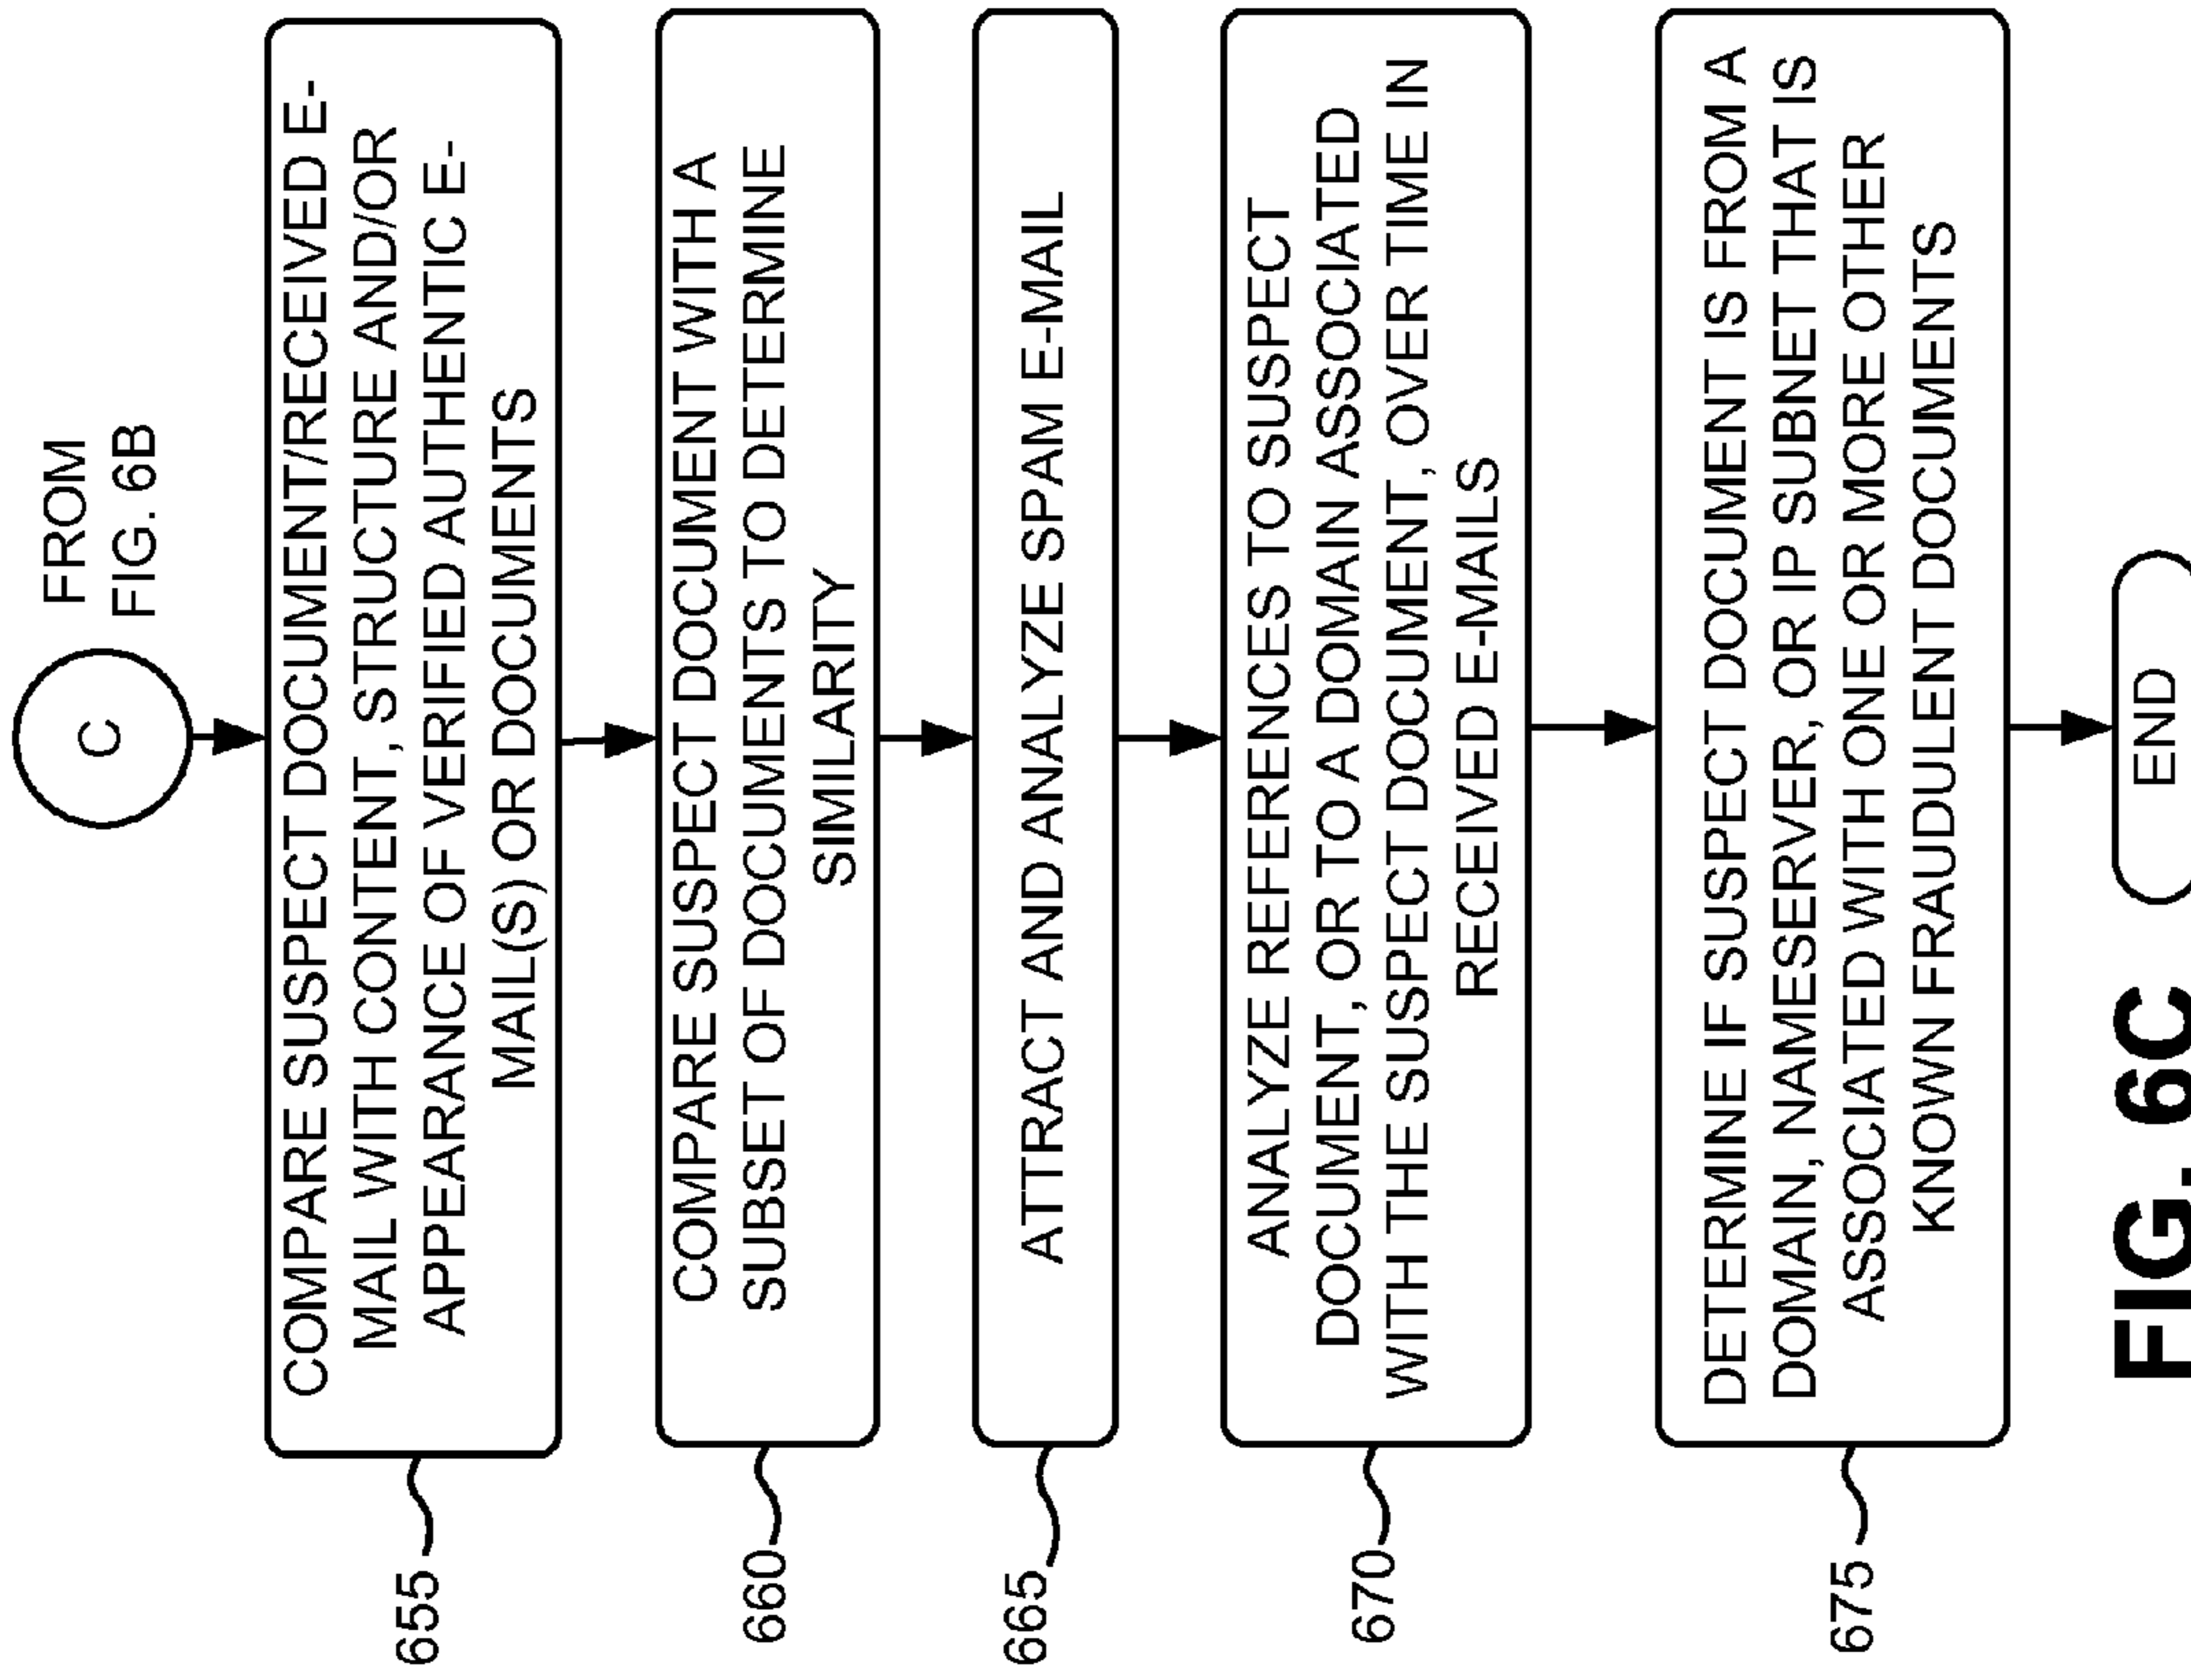 FROM
FIG. 6B
C
COMPARE SUSPECT DOCUMENT/RECEIVED E-
MAIL WITH CONTENT, STRUCTURE AND/OR
APPEARANCE OF VERIFIED AUTHENTIC E-
MAIL(S) OR DOCUMENTS
655
COMPARE SUSPECT DOCUMENT WITH A
SUBSET OF DOCUMENTS TO DETERMINE
SIMILARITY
660
ATTRACT AND ANALYZE SPAM E-MAIL
665
ANALYZE REFERENCES TO SUSPECT
DOCUMENT, OR TO A DOMAIN ASSOCIATED
WITH THE SUSPECT DOCUMENT, OVER TIME IN
RECEIVED E-MAILS
670
DETERMINE IF SUSPECT DOCUMENT IS FROM A
DOMAIN, NAMESERVER, OR IP SUBNET THAT IS
ASSOCIATED WITH ONE OR MORE OTHER
KNOWN FRAUDULENT DOCUMENTS
675
END
FIG. 6C